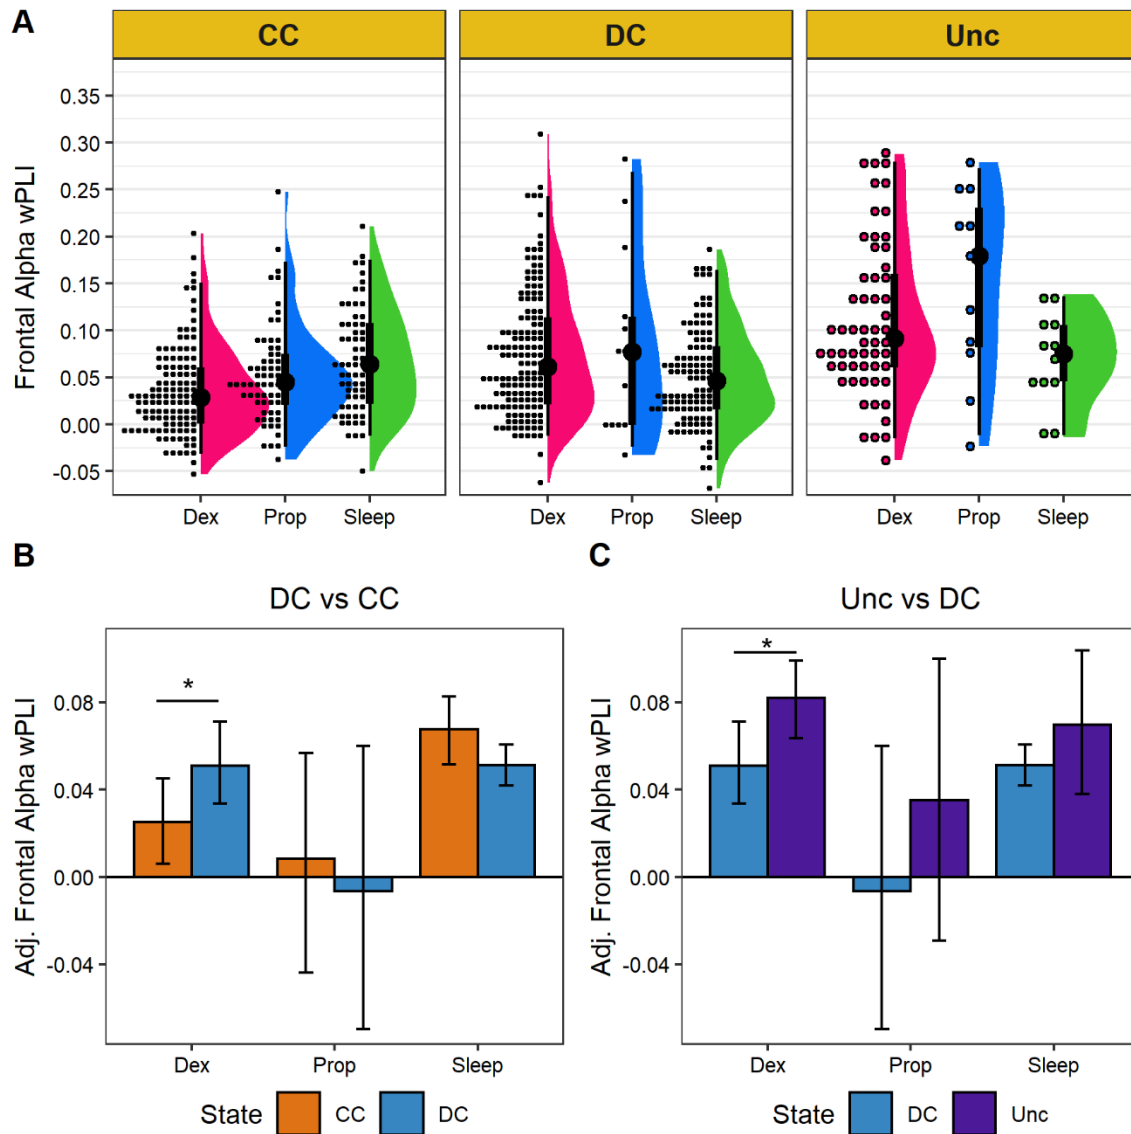 A
CC
DC
Unc
Frontal Alpha wPLI
0.35
0.30
0.25
0.20
0.15
0.10
0.05
0.00
-0.05
Dex
Prop
Sleep
Dex
Prop
Sleep
Dex
Prop
Sleep
B
DC vs CC
Adj. Frontal Alpha wPLI
0.08
0.04
0.00
-0.04
*
Dex
Prop
Sleep
State
CC
DC
C
Unc vs DC
Adj. Frontal Alpha wPLI
0.08
0.04
0.00
-0.04
*
Dex
Prop
Sleep
State
DC
Unc